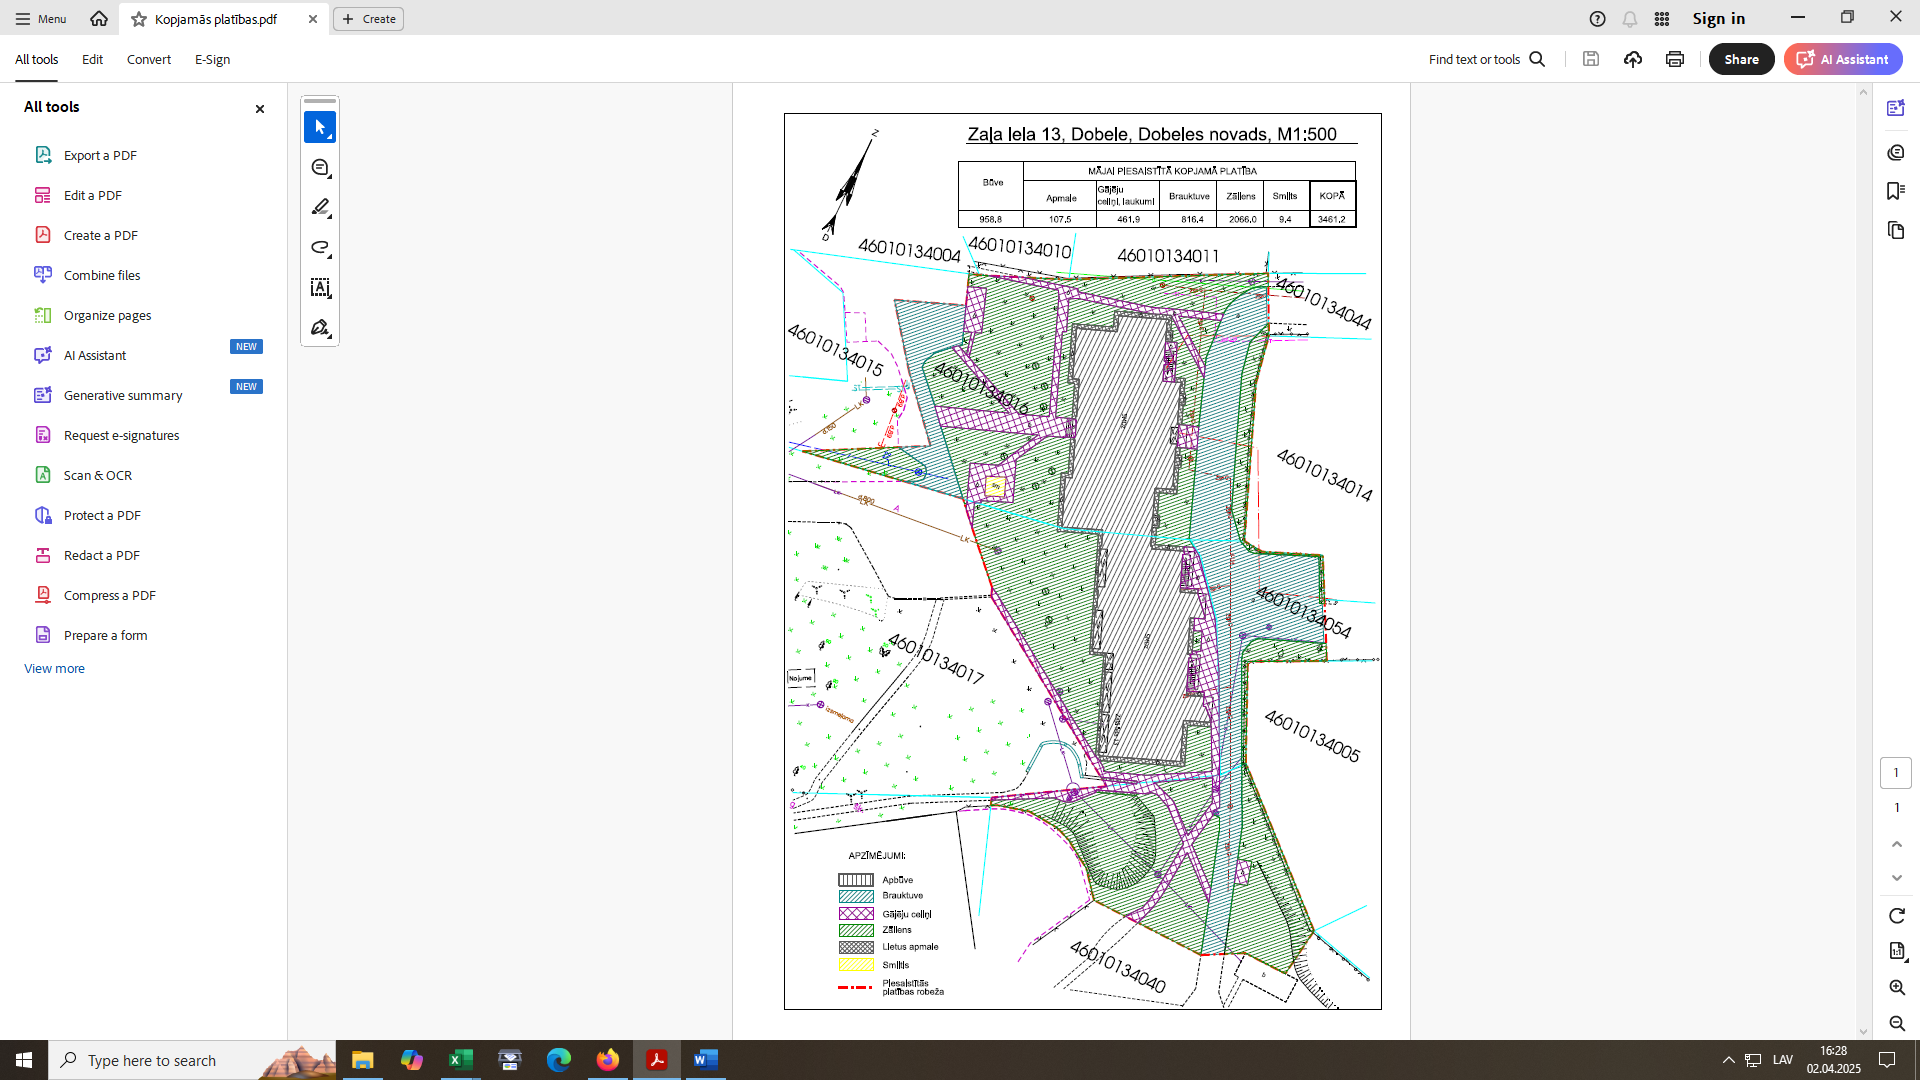 Menu
Kopjamās platības.pdf
Create
Sign in
All tools
Edit
Convert
E-Sign
Find text or tools
Share
AI Assistant
All tools
Export a PDF
Edit a PDF
Create a PDF
Combine files
Organize pages
AI Assistant NEW
Generative summary NEW
Request e-signatures
Scan & OCR
Protect a PDF
Redact a PDF
Compress a PDF
Prepare a form
View more
Zaļa Iela 13, Dobele, Dobeles novads, M1:500
Būve
MĀJAI PIESAISTĪTĀ KOPJAMĀ PLATĪBA
Apmale
Gājēju celiņi, laukumi
Brauktuve
Zāliens
Smilts
KOPĀ
958,8 107,5 461,9 816,4 2066,0 9,4 3461,2
Z
D
46010134004
46010134010
46010134011
46010134044
46010134015
46010134016
46010134014
46010134054
46010134017
46010134005
46010134040
Nojume
APZĪMĒJUMI:
Apbūve
Brauktuve
Gājēju celiņi
Zāliens
Lietus apmale
Smiltis
Piesaistītās
platības robeža
1
1
Type here to search
LAV
16:28
02.04.2025